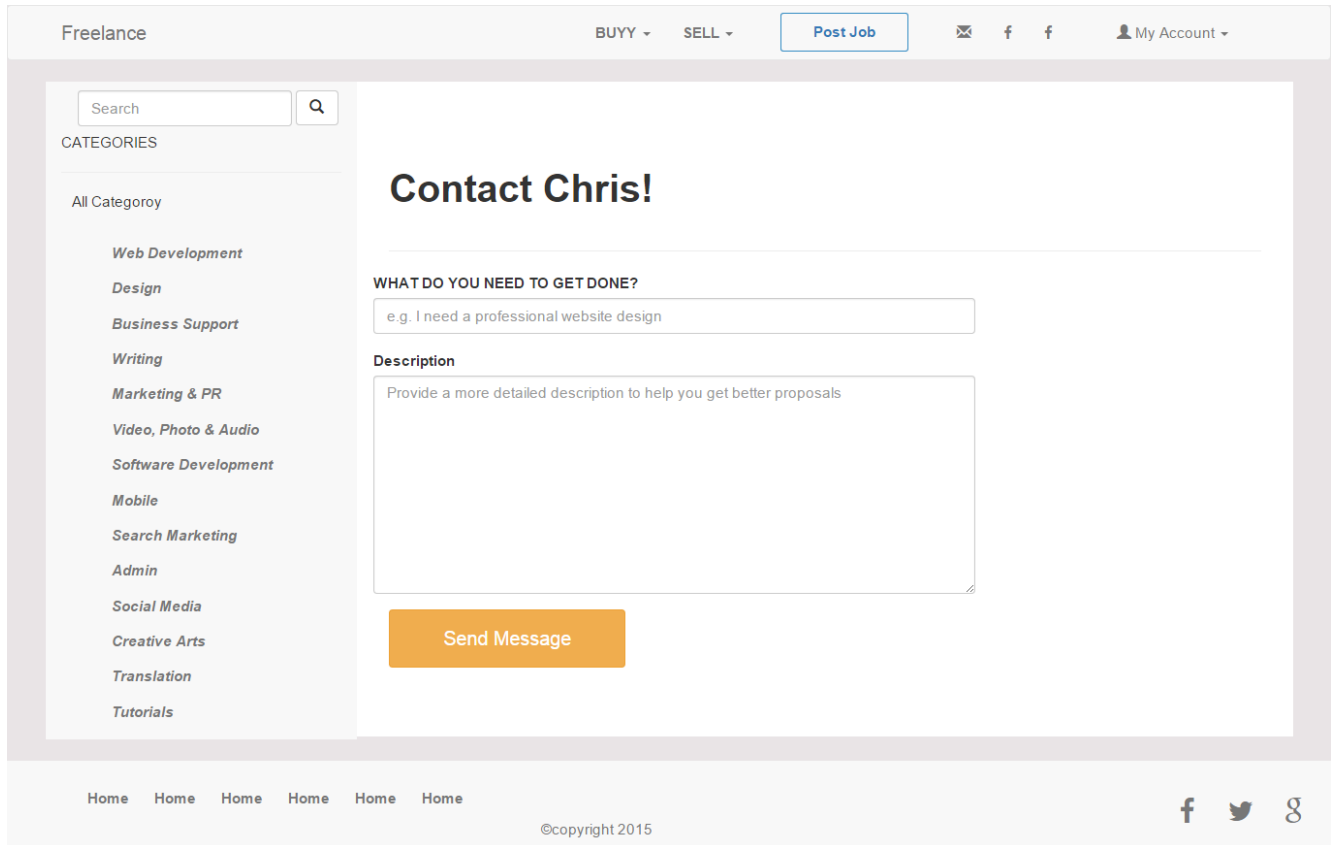 Freelance BUYY SELL Post Job My Account
Search
CATEGORIES
All Categoroy
Web Development
Design
Business Support
Writing
Marketing & PR
Video, Photo & Audio
Software Development
Mobile
Search Marketing
Admin
Social Media
Creative Arts
Translation
Tutorials
Contact Chris!
WHAT DO YOU NEED TO GET DONE?
e.g. I need a professional website design
Description
Provide a more detailed description to help you get better proposals
Send Message
Home Home Home Home Home Home
©copyright 2015